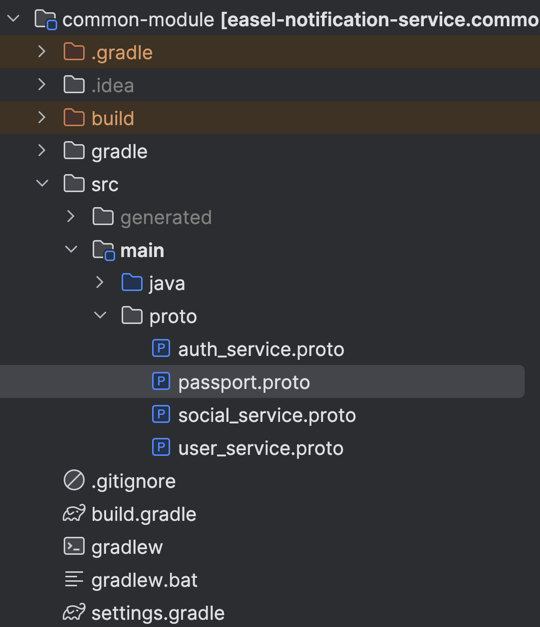 common-module [easel-notification-service.commo
.gradle
.idea
build
gradle
src
generated
main
java
proto
P auth_service.proto
P passport.proto
P social_service.proto
P user_service.proto
.gitignore
build.gradle
gradlew
gradlew.bat
settings.gradle